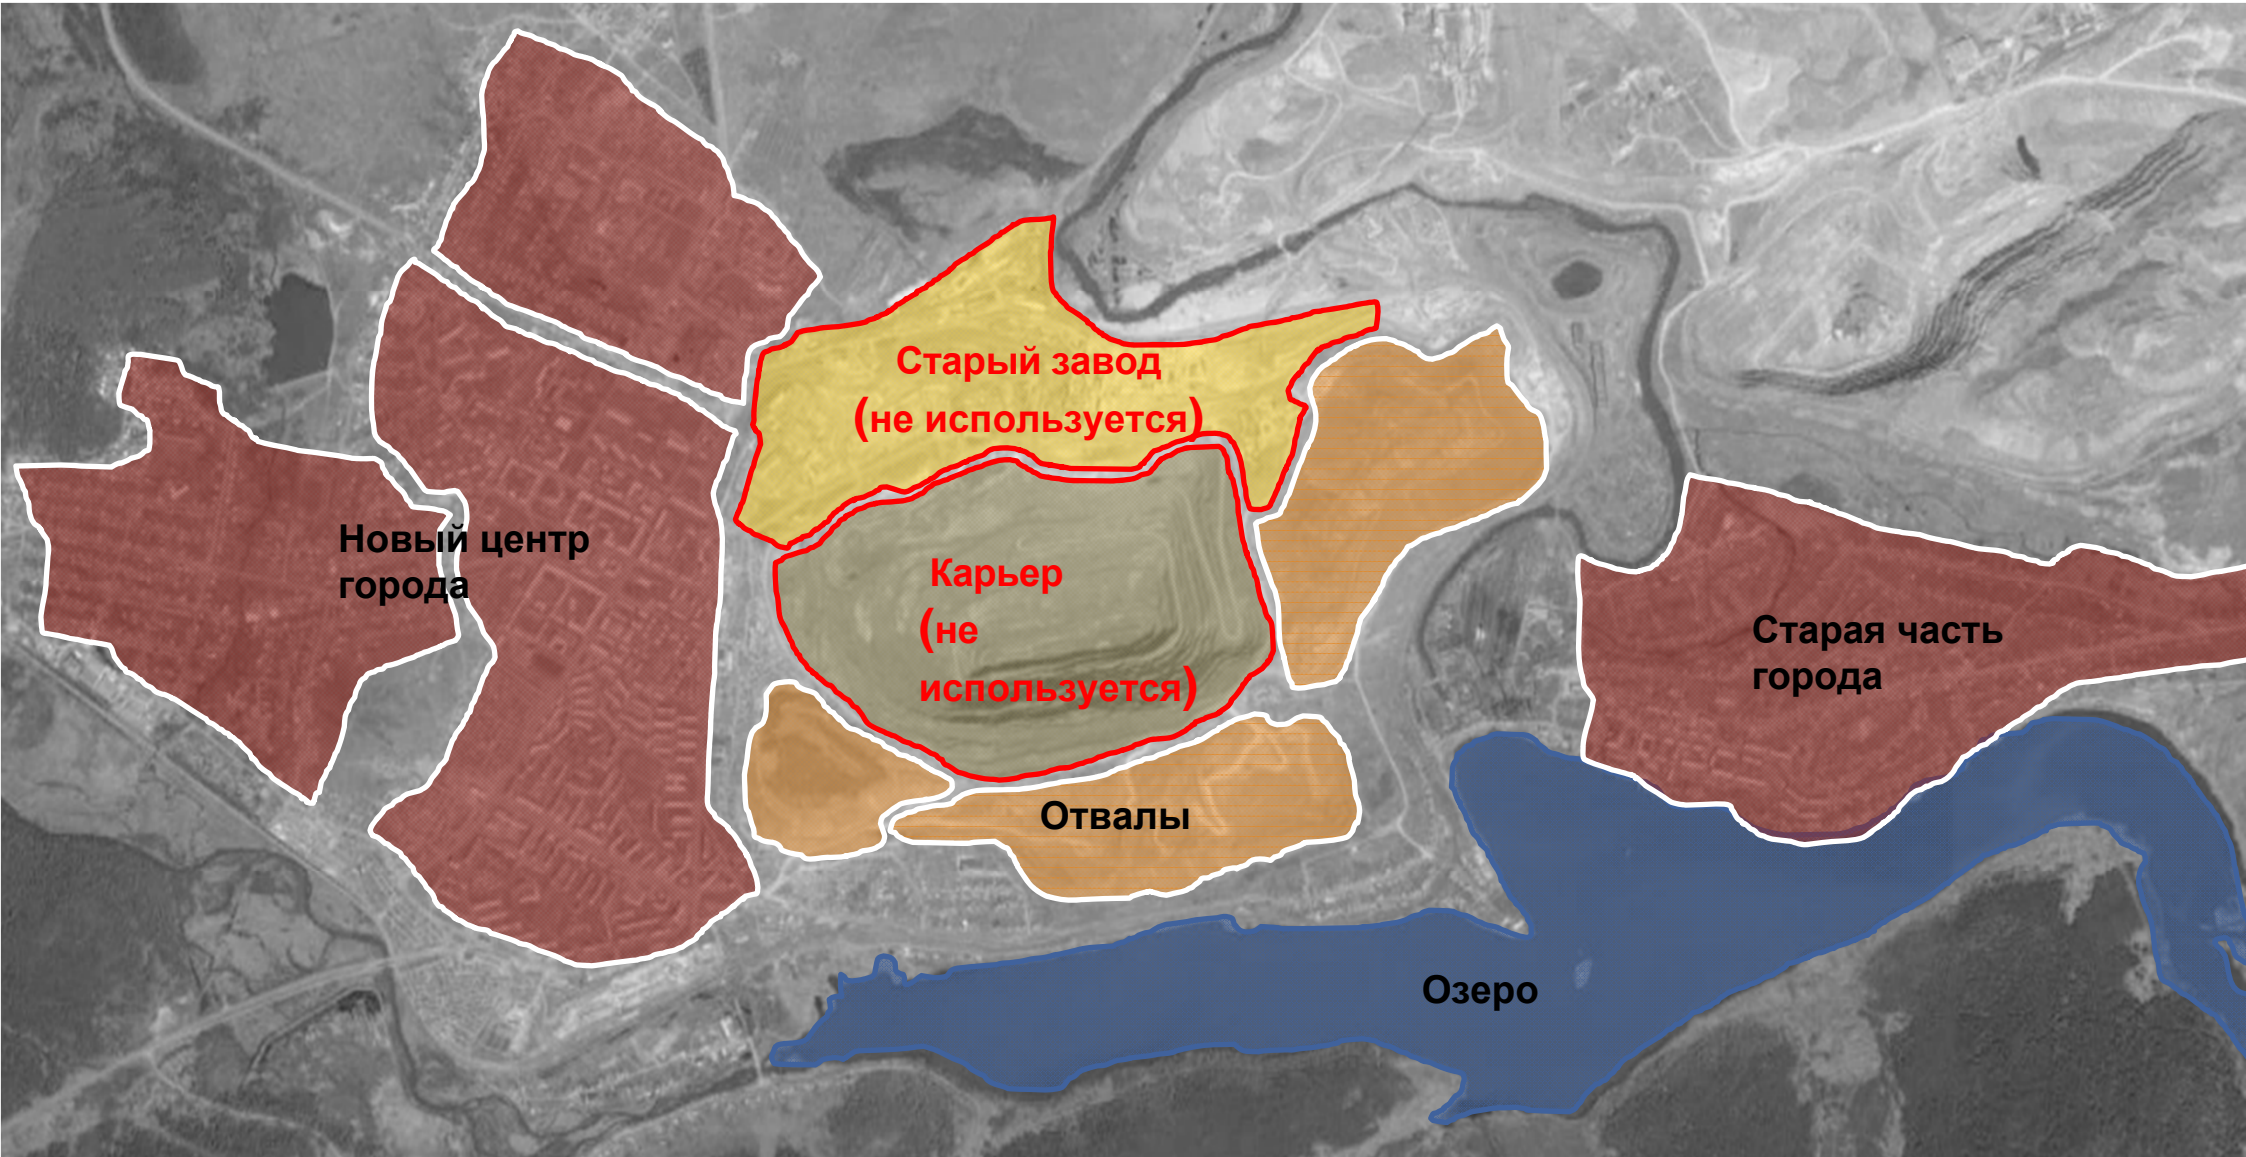 Старый завод
(не используется)
Новый центр
города
Карьер
(не
используется)
Старая часть
города
Отвалы
Озеро